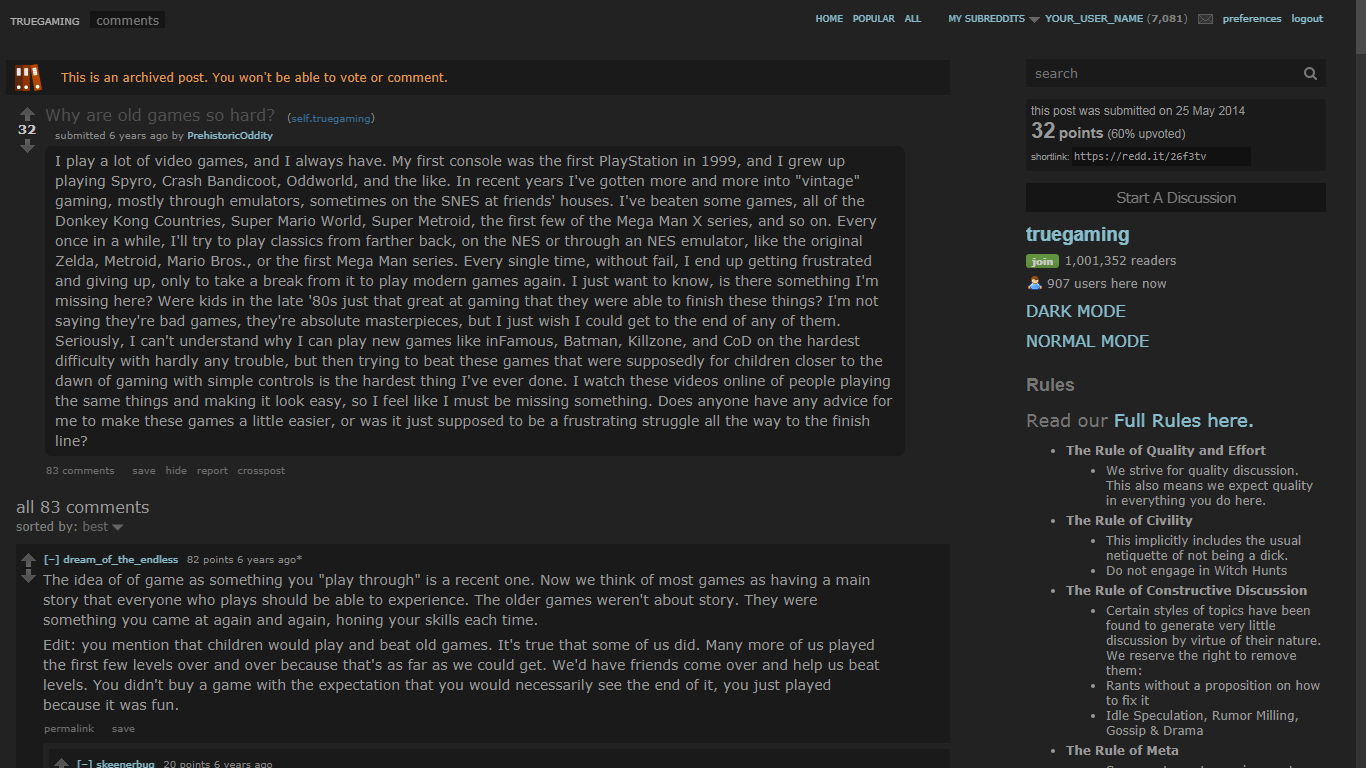 TRUEGAMING comments HOME POPULAR ALL MY SUBREDDITS YOUR_USER_NAME (7,081) preferences logout
This is an archived post. You won't be able to vote or comment.
Why are old games so hard? (self.truegaming)
32
submitted 6 years ago by PrehistoricOddity
I play a lot of video games, and I always have. My first console was the first PlayStation in 1999, and I grew up
playing Spyro, Crash Bandicoot, Oddworld, and the like. In recent years I've gotten more and more into "vintage"
gaming, mostly through emulators, sometimes on the SNES at friends' houses. I've beaten some games, all of the
Donkey Kong Countries, Super Mario World, Super Metroid, the first few of the Mega Man X series, and so on. Every
once in a while, I'll try to play classics from farther back, on the NES or through an NES emulator, like the original
Zelda, Metroid, Mario Bros., or the first Mega Man series. Every single time, without fail, I end up getting frustrated
and giving up, only to take a break from it to play modern games again. I just want to know, is there something I'm
missing here? Were kids in the late '80s just that great at gaming that they were able to finish these things? I'm not
saying they're bad games, they're absolute masterpieces, but I just wish I could get to the end of any of them.
Seriously, I can't understand why I can play new games like inFamous, Batman, Killzone, and CoD on the hardest
difficulty with hardly any trouble, but then trying to beat these games that were supposedly for children closer to the
dawn of gaming with simple controls is the hardest thing I've ever done. I watch these videos online of people playing
the same things and making it look easy, so I feel like I must be missing something. Does anyone have any advice for
me to make these games a little easier, or was it just supposed to be a frustrating struggle all the way to the finish
line?
83 comments save hide report crosspost
all 83 comments
sorted by: best
[–] dream_of_the_endless 82 points 6 years ago*
The idea of of game as something you "play through" is a recent one. Now we think of most games as having a main
story that everyone who plays should be able to experience. The older games weren't about story. They were
something you came at again and again, honing your skills each time.
Edit: you mention that children would play and beat old games. It's true that some of us did. Many more of us played
the first few levels over and over because that's as far as we could get. We'd have friends come over and help us beat
levels. You didn't buy a game with the expectation that you would necessarily see the end of it, you just played
because it was fun.
permalink save
[–] skeenerbug 20 points 6 years ago
search
this post was submitted on 25 May 2014
32 points (60% upvoted)
shortlink: https://redd.it/26f3tv
Start A Discussion
truegaming
join 1,001,352 readers
907 users here now
DARK MODE
NORMAL MODE
Rules
Read our Full Rules here.
• The Rule of Quality and Effort
• We strive for quality discussion.
This also means we expect quality
in everything you do here.
• The Rule of Civility
• This implicitly includes the usual
netiquette of not being a dick.
• Do not engage in Witch Hunts
• The Rule of Constructive Discussion
• Certain styles of topics have been
found to generate very little
discussion by virtue of their nature.
We reserve the right to remove
them:
• Rants without a proposition on how
to fix it
• Idle Speculation, Rumor Milling,
Gossip & Drama
• The Rule of Meta